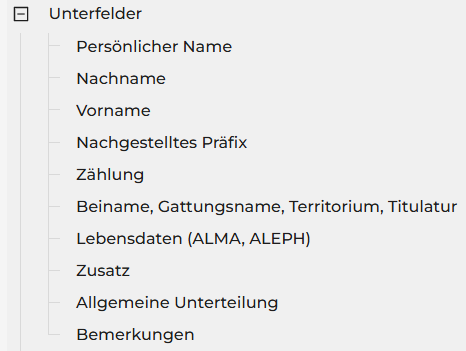 Unterfelder
Persönlicher Name
Nachname
Vorname
Nachgestelltes Präfix
Zählung
Beiname, Gattungsname, Territorium, Titulatur
Lebensdaten (ALMA, ALEPH)
Zusatz
Allgemeine Unterteilung
Bemerkungen